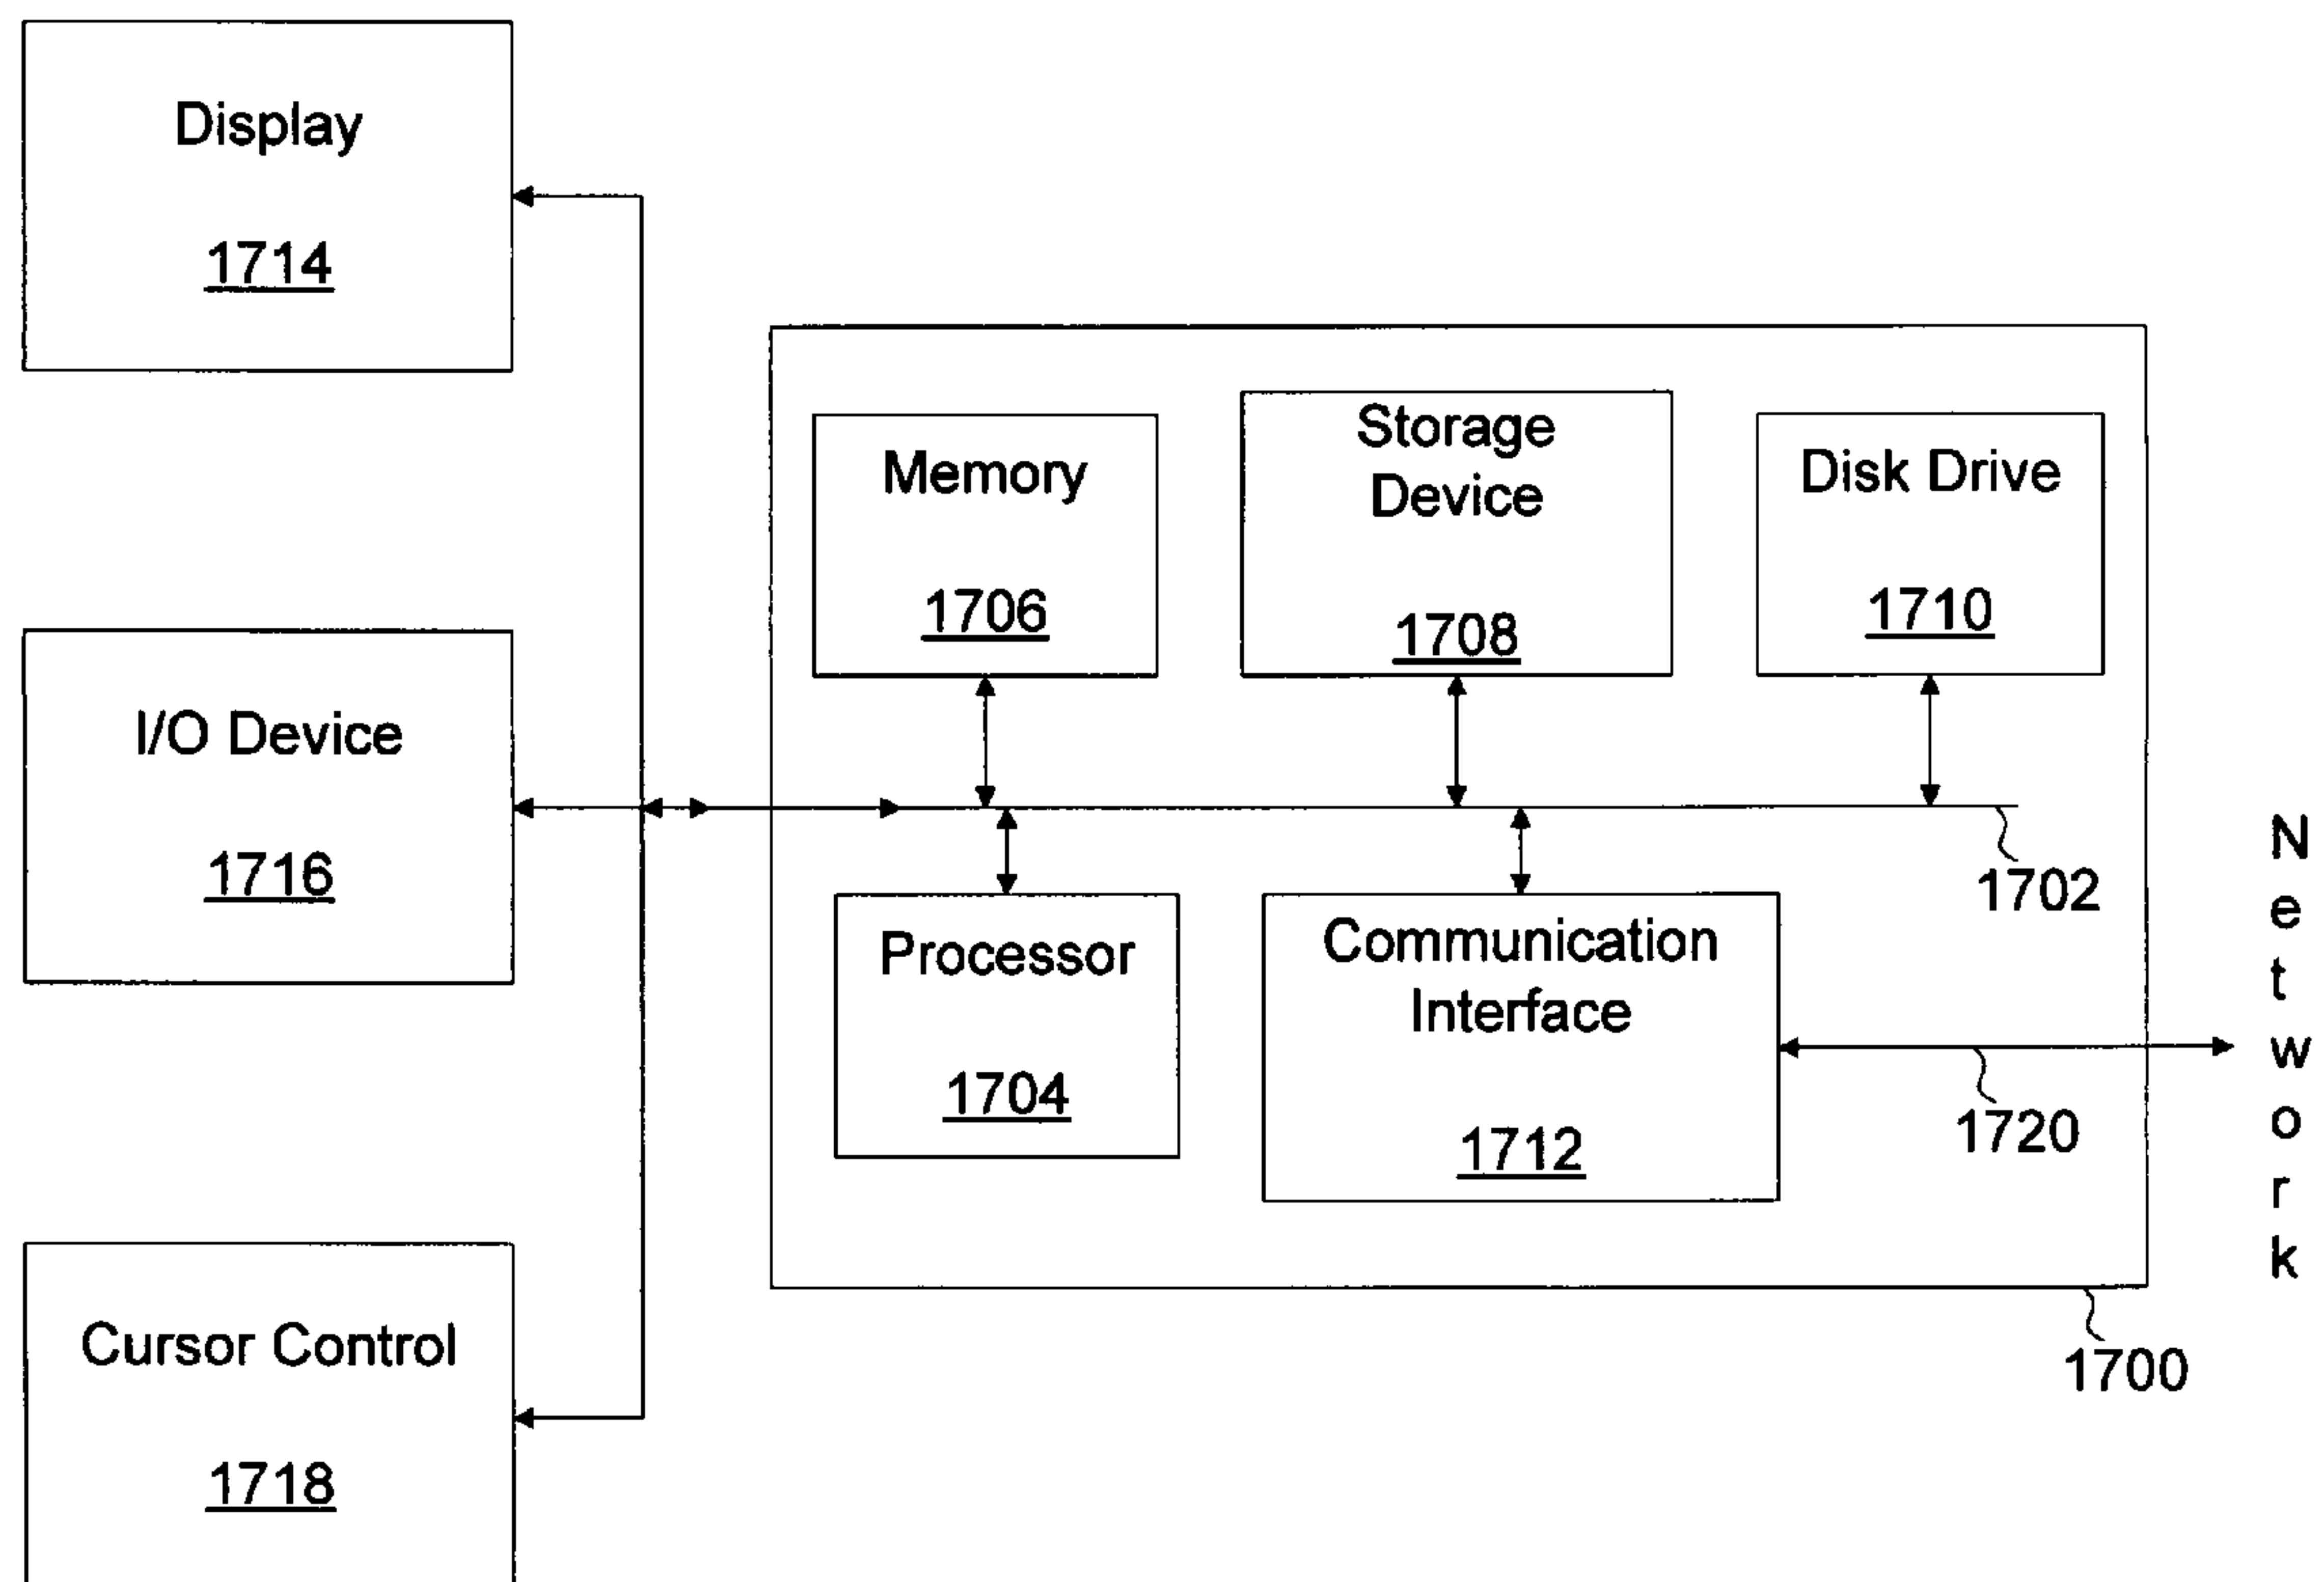 Display
1714
Memory
1706
Storage
Device
1708
Disk Drive
1710
I/O Device
1716
1702
Processor
1704
Communication
Interface
1712
1720
Network
1700
Cursor Control
1718